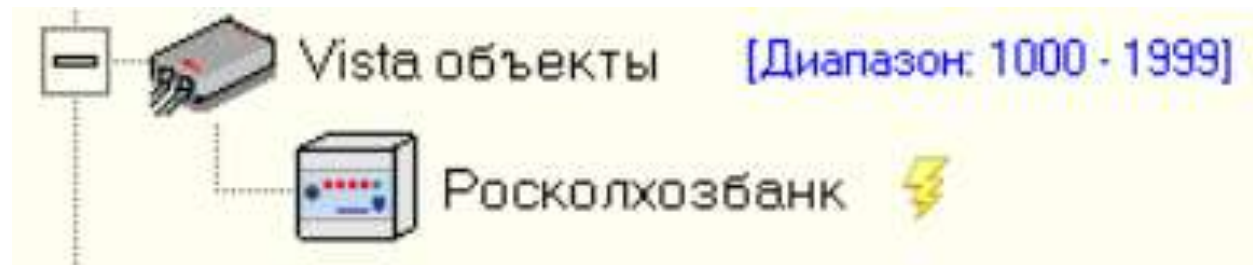 Vista объекты [Диапазон: 1000 - 1999]
Росколхозбанк